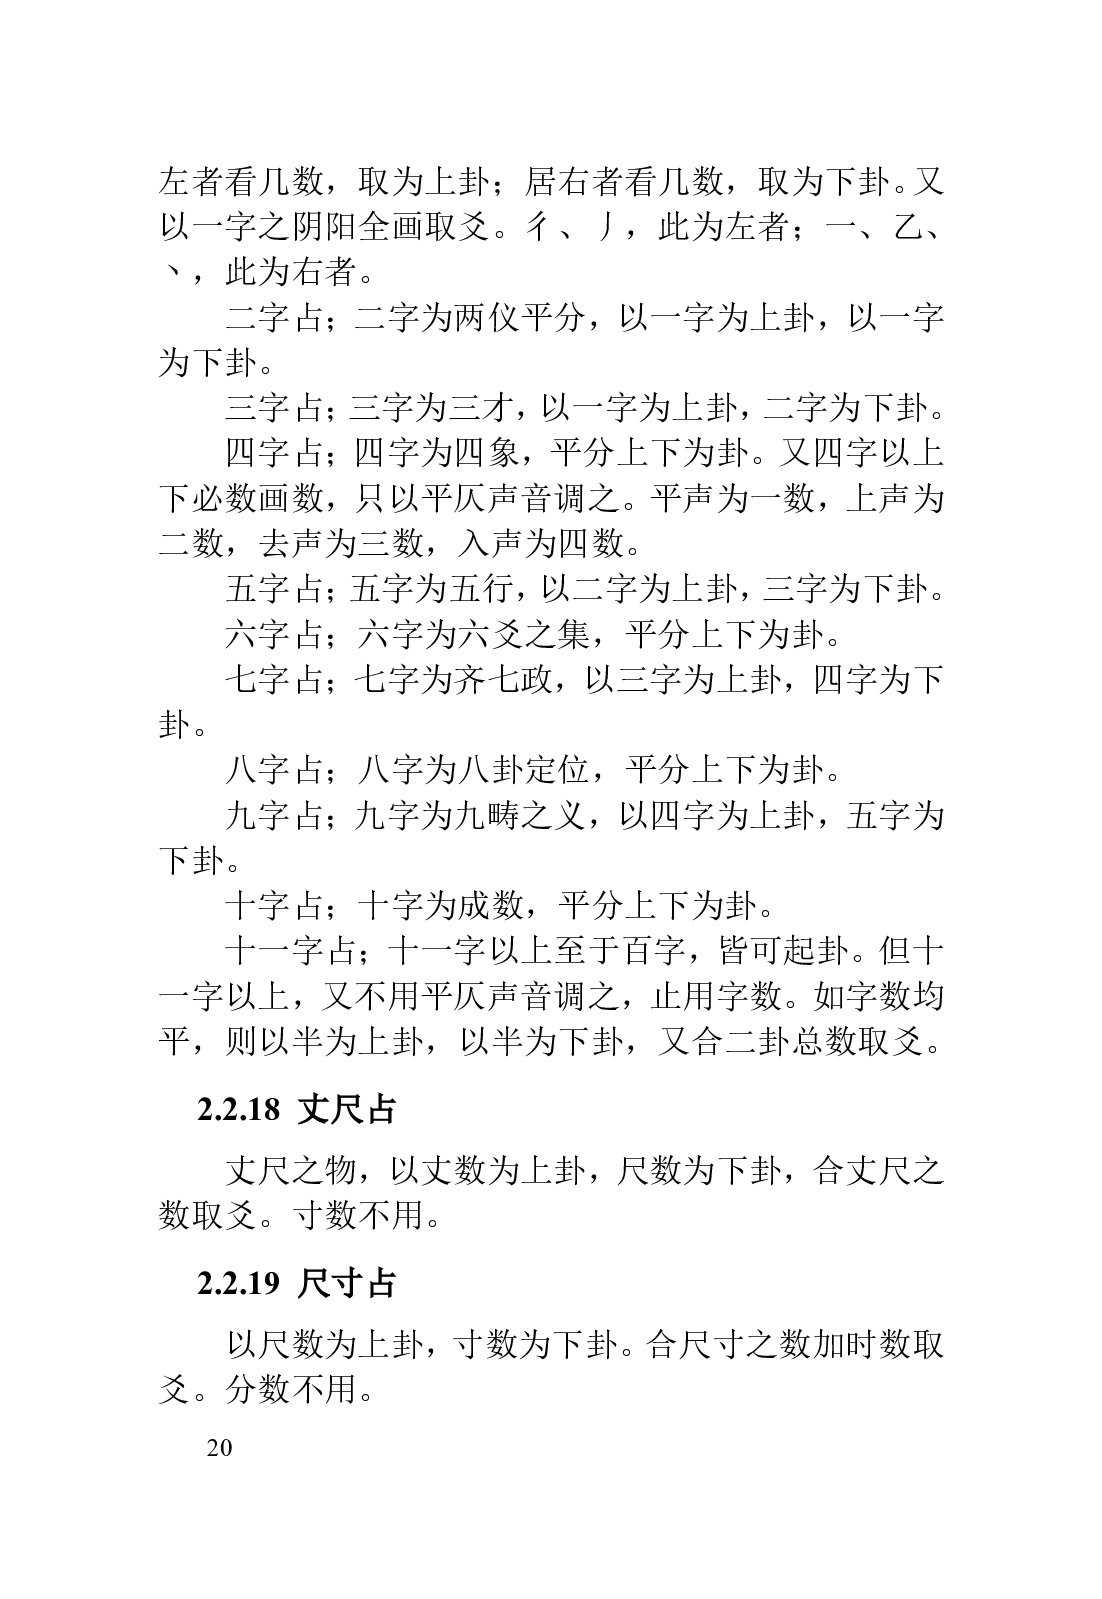 左者看几数，取为上卦；居右者看几数，取为下卦。又
以一字之阴阳全画取爻。彳、丿，此为左者；一、乙、
丶，此为右者。
二字占；二字为两仪平分，以一字为上卦，以一字
为下卦。
三字占；三字为三才，以一字为上卦，二字为下卦。
四字占；四字为四象，平分上下为卦。又四字以上
下必数画数，只以平仄声音调之。平声为一数，上声为
二数，去声为三数，入声为四数。
五字占；五字为五行，以二字为上卦，三字为下卦。
六字占；六字为六爻之集，平分上下为卦。
七字占；七字为齐七政，以三字为上卦，四字为下
卦。
八字占；八字为八卦定位，平分上下为卦。
九字占；九字为九畴之义，以四字为上卦，五字为
下卦。
十字占；十字为成数，平分上下为卦。
十一字占；十一字以上至于百字，皆可起卦。但十
一字以上，又不用平仄声音调之，止用字数。如字数均
平，则以半为上卦，以半为下卦，又合二卦总数取爻。
2.2.18 丈尺占
丈尺之物，以丈数为上卦，尺数为下卦，合丈尺之
数取爻。寸数不用。
2.2.19 尺寸占
以尺数为上卦，寸数为下卦。合尺寸之数加时数取
爻。分数不用。
20